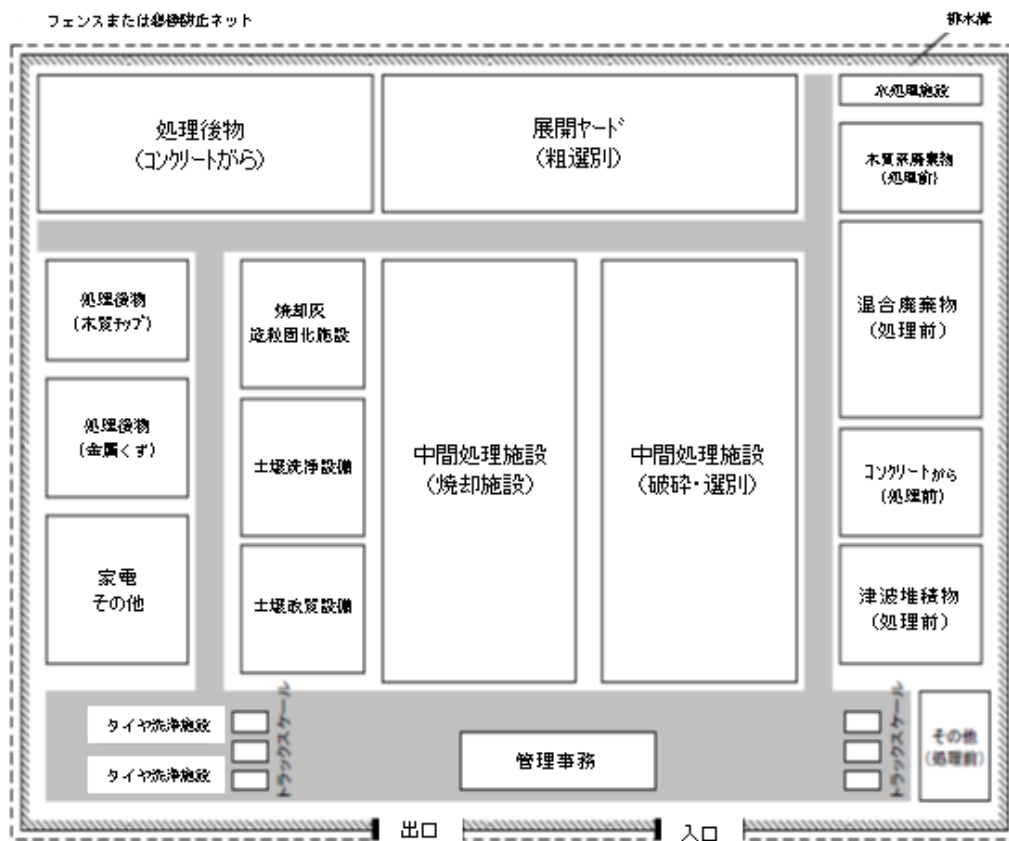 フェンスまたは飛散防止ネット
排水溝
処理後物
(コンクリートがら)
展開ヤード
(粗選別)
水処理施設
木質系廃棄物
(処理前)
処理後物
(木質チップ)
焼却灰
造粒固化施設
混合廃棄物
(処理前)
処理後物
(金属くず)
土壌洗浄設備
中間処理施設
(焼却施設)
中間処理施設
(破砕・選別)
コンクリートがら
(処理前)
家電
その他
土壌改質設備
津波堆積物
(処理前)
タイヤ洗浄施設
タイヤ洗浄施設
トラックスケール
管理事務
トラックスケール
その他
(処理前)
出口
入口